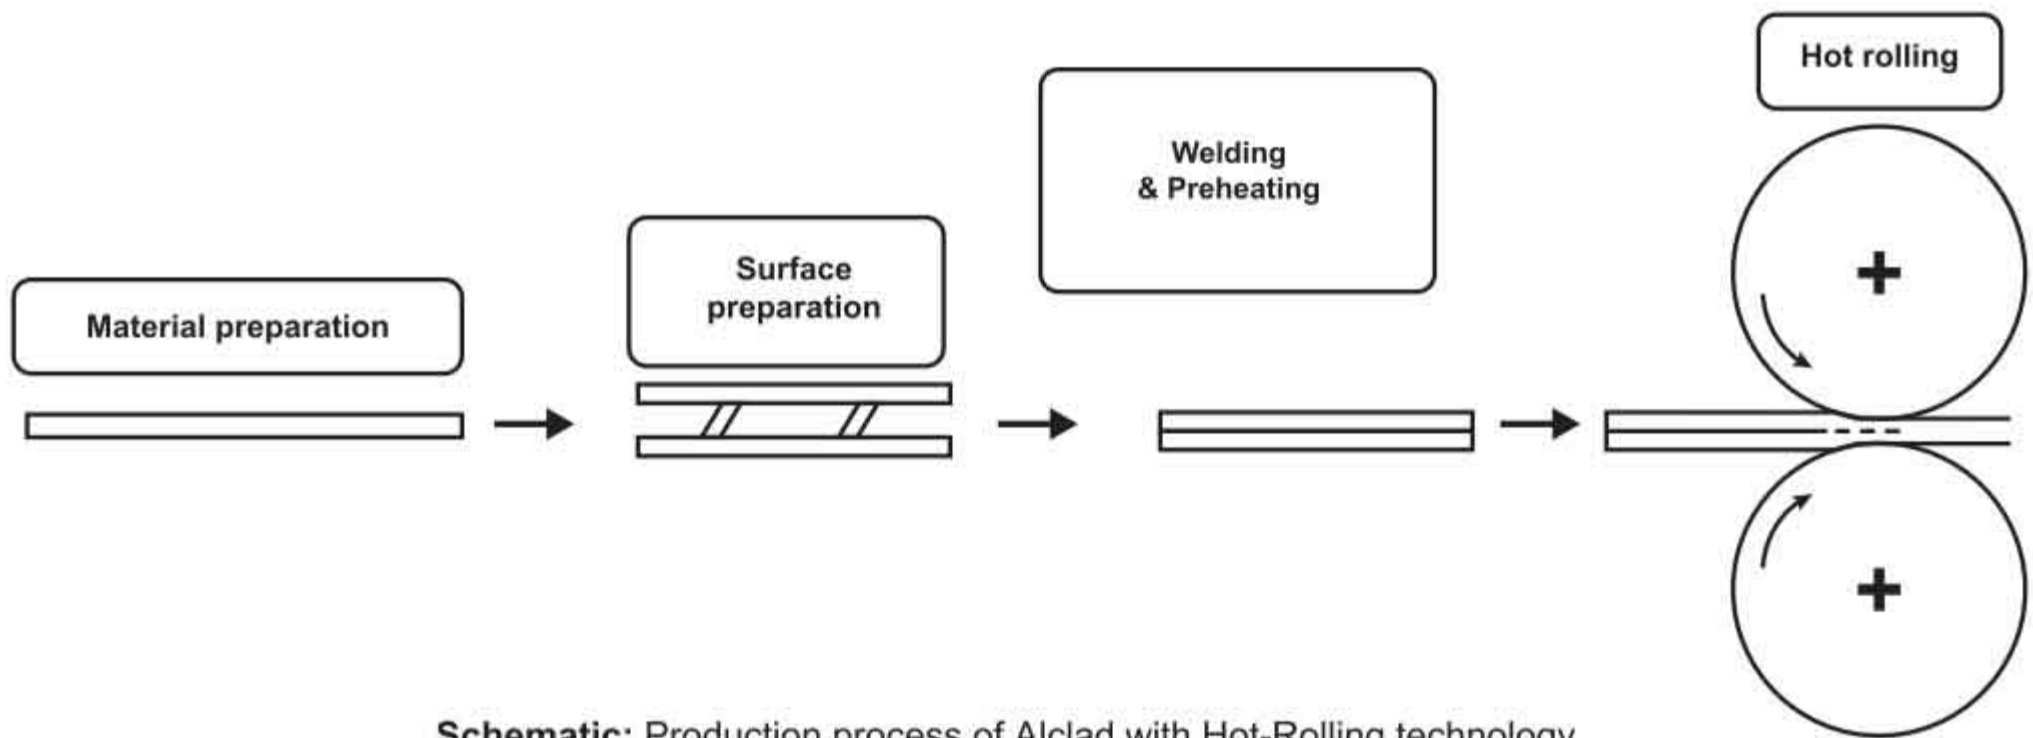 Hot rolling
Welding
& Preheating
Surface
preparation
Material preparation
Schematic: Production process of Alclad with Hot-Rolling technology